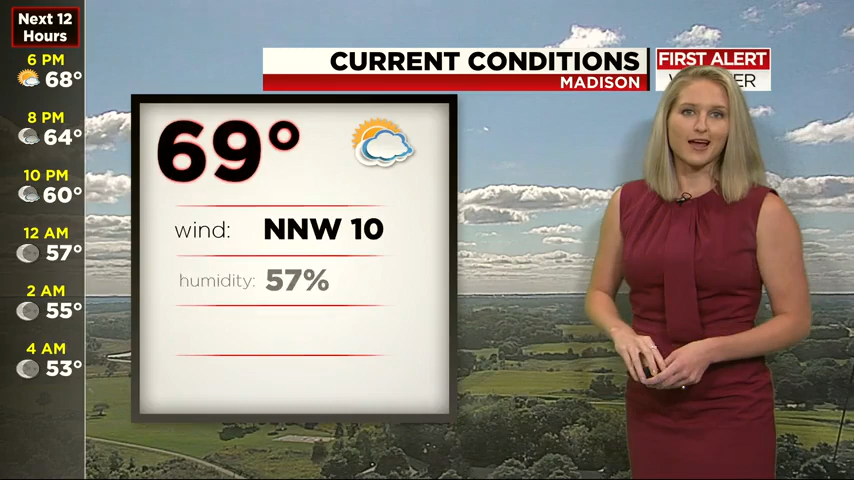 Next 12
Hours
6 PM
68°
8 PM
64°
10 PM
60°
12 AM
57°
2 AM
55°
4 AM
53°
CURRENT CONDITIONS
MADISON
FIRST ALERT
69°
wind: NNW 10
humidity: 57%